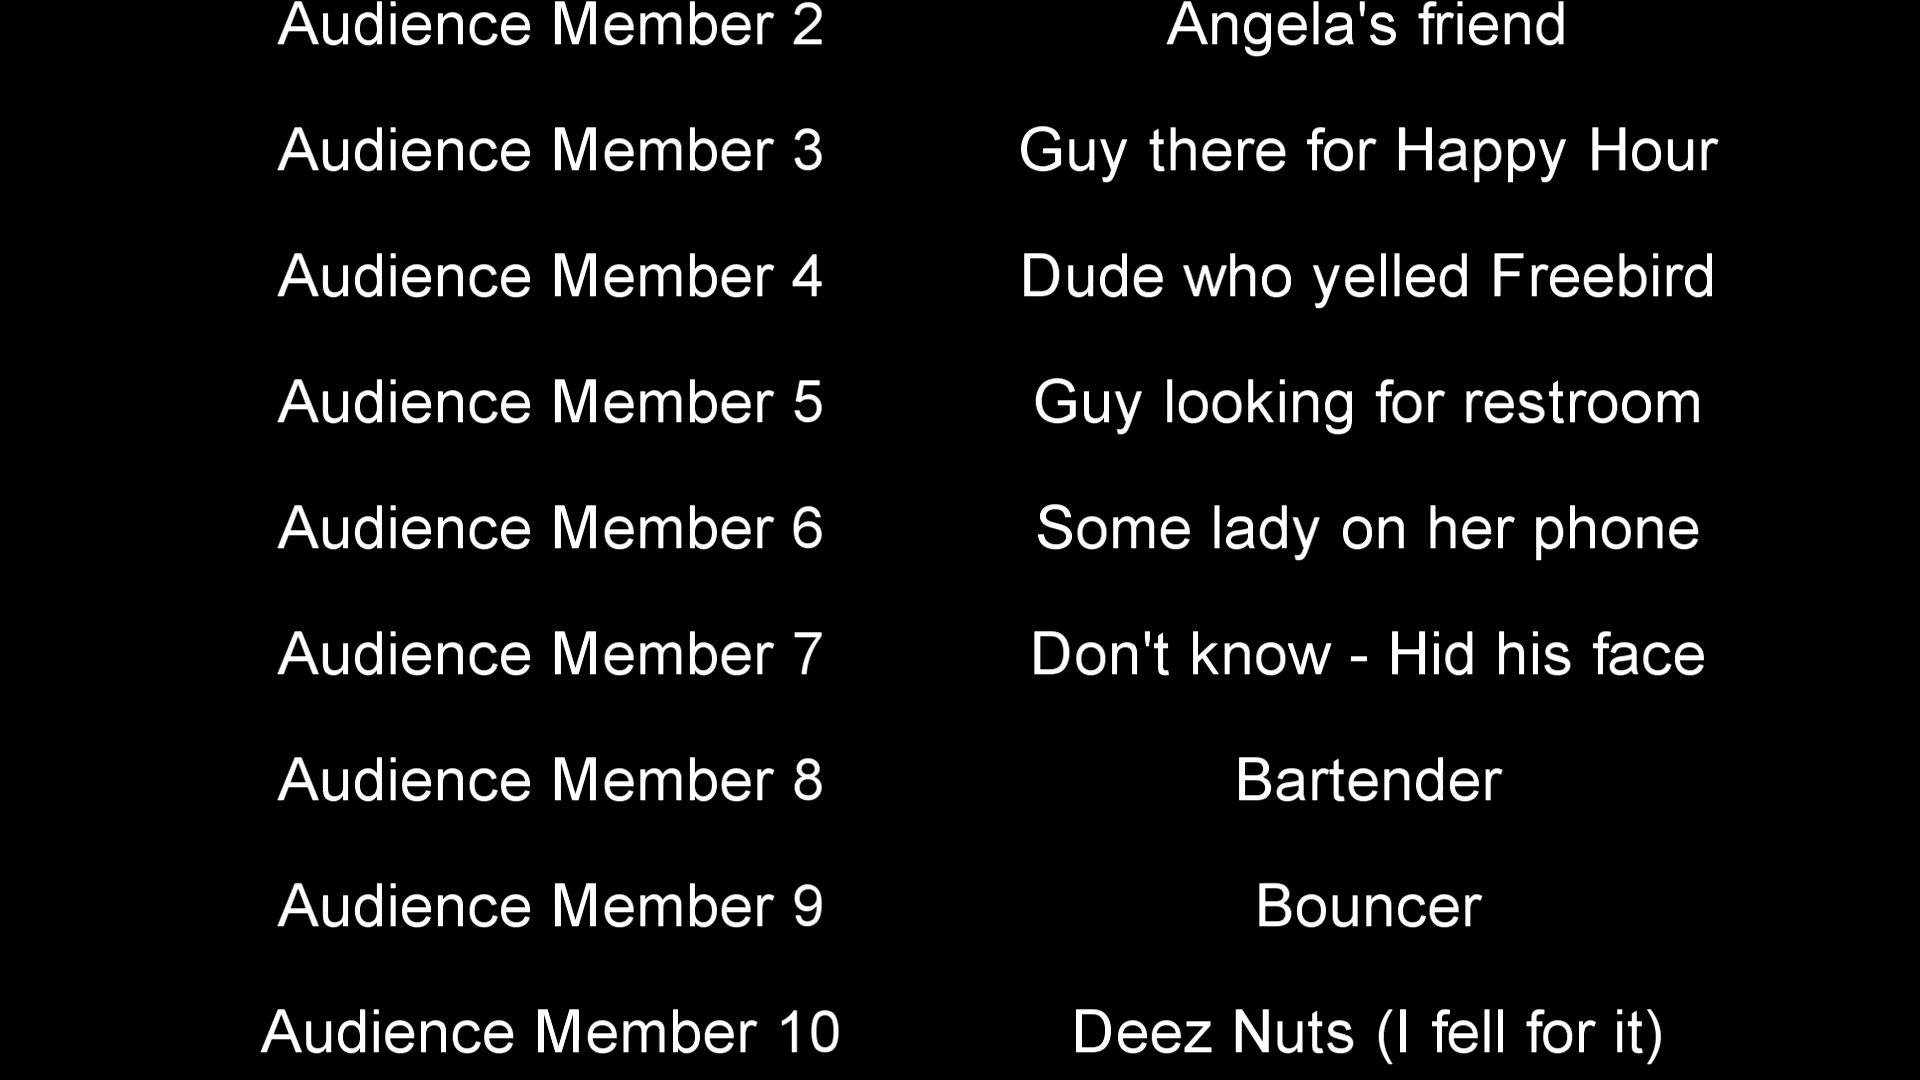 Audience Member 2 Angela's friend
Audience Member 3 Guy there for Happy Hour
Audience Member 4 Dude who yelled Freebird
Audience Member 5 Guy looking for restroom
Audience Member 6 Some lady on her phone
Audience Member 7 Don't know - Hid his face
Audience Member 8 Bartender
Audience Member 9 Bouncer
Audience Member 10 Deez Nuts (I fell for it)